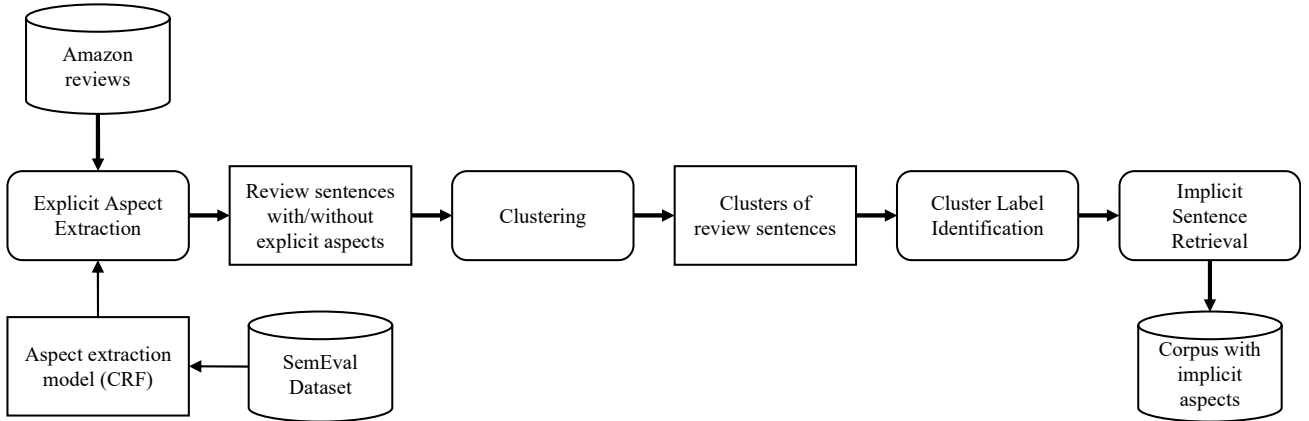 Amazon
reviews
Explicit Aspect
Extraction
Review sentences
with/without
explicit aspects
Clustering
Clusters of
review sentences
Cluster Label
Identification
Implicit
Sentence
Retrieval
Aspect extraction
model (CRF)
SemEval
Dataset
Corpus with
implicit
aspects